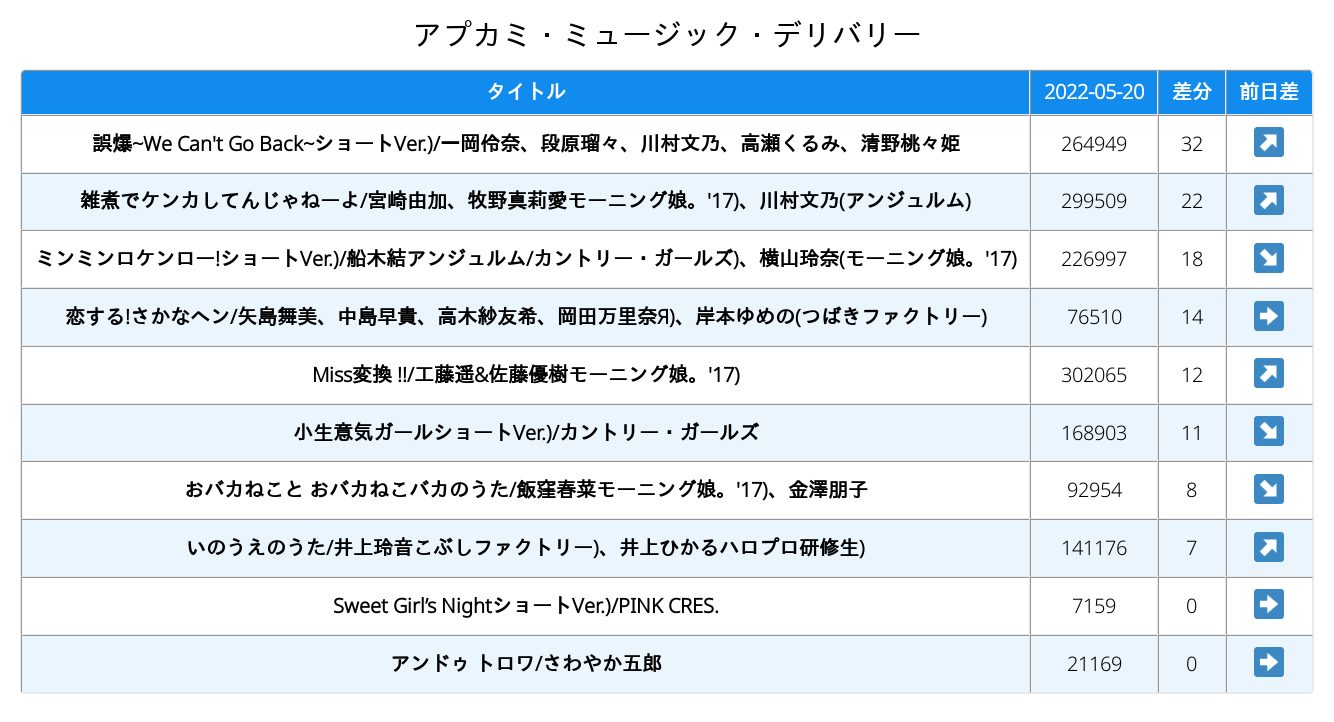 アプカミ・ミュージック・デリバリー
タイトル 2022-05-20 差分 前日差
誤爆~We Can't Go Back~ショートVer.)/一岡伶奈、段原瑠々、川村文乃、高瀬くるみ、清野桃々姫 264949 32
雑煮でケンカしてんじゃねーよ/宮崎由加、牧野真莉愛モーニング娘。'17)、川村文乃(アンジュルム) 299509 22
ミンミンロケンロー!ショートVer.)/船木結アンジュルム/カントリー・ガールズ)、横山玲奈(モーニング娘。'17) 226997 18
恋する!さかなヘン/矢島舞美、中島早貴、高木紗友希、岡田万里奈Я)、岸本ゆめの(つばきファクトリー) 76510 14
Miss変換 !!/工藤遥&佐藤優樹モーニング娘。'17) 302065 12
小生意気ガールショートVer.)/カントリー・ガールズ 168903 11
おバカねこと おバカねこバカのうた/飯窪春菜モーニング娘。'17)、金澤朋子 92954 8
いのうえのうた/井上玲音こぶしファクトリー)、井上ひかるハロプロ研修生) 141176 7
Sweet Girl’s NightショートVer.)/PINK CRES. 7159 0
アンドゥ トロワ/さわやか五郎 21169 0